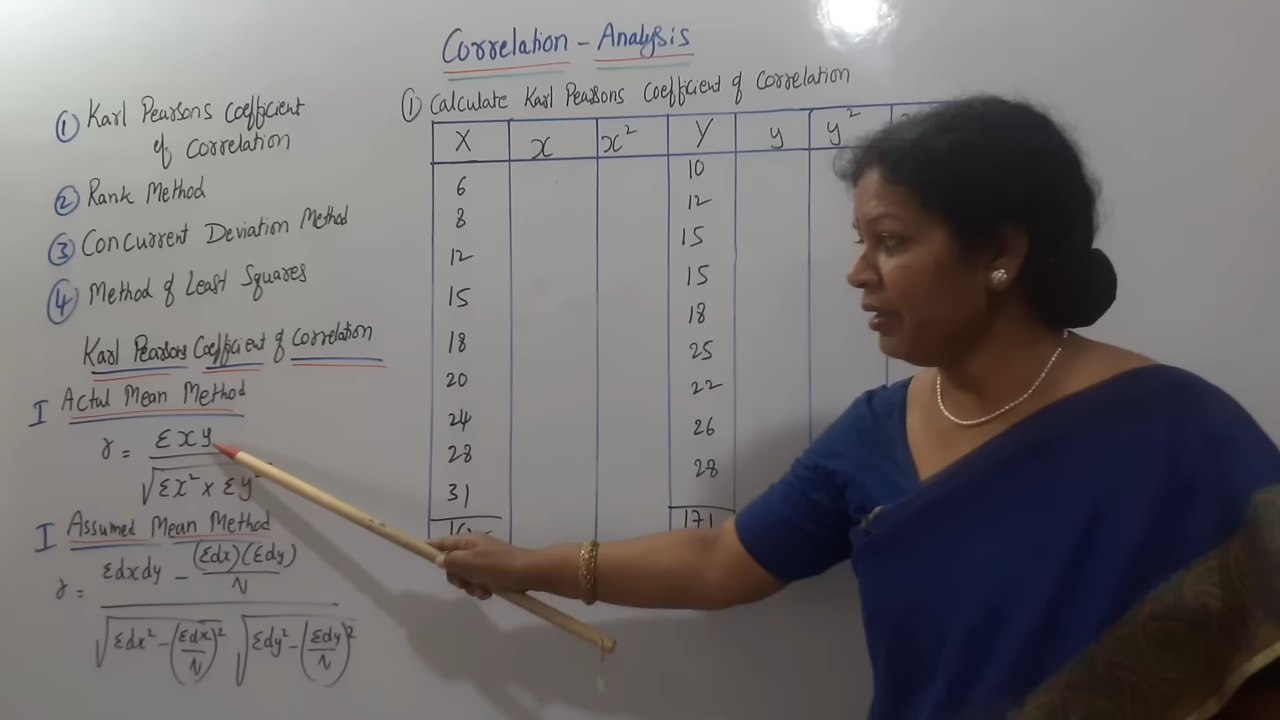 Correlation - Analysis
① Karl Pearsons Coefficient
of correlation
② Rank Method
③ Concurrent Deviation Method
④ Method of Least Squares
Karl Pearsons Coefficient of Correlation
I Actul Mean Method
r = Σxy / √Σx² x Σy²
I Assumed Mean Method
r = Σdxdy - (Σdx)(Σdy)/N / √Σdx² - (Σdx/N)² √Σdy² - (Σdy/N)²
① Calculate Karl Pearsons Coefficient of Correlation
X x x² Y y y²
6 10
8 12
12 15
15 15
18 18
20 25
24 22
28 26
31 28
171